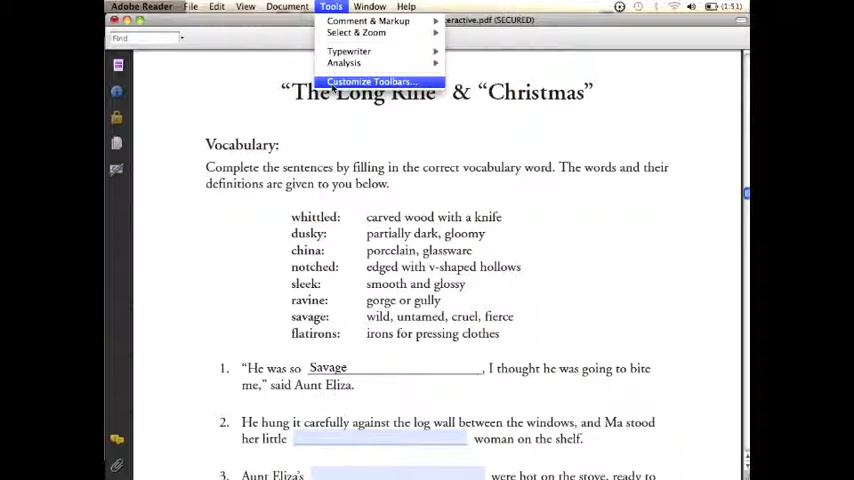 Adobe Reader File Edit View Document Tools Window Help (1:51)
eractive.pdf (SECURED)
Find
Comment & Markup
Select & Zoom
Typewriter
Analysis
Customize Toolbars...
“The Long Rifle” & “Christmas”
Vocabulary:
Complete the sentences by filling in the correct vocabulary word. The words and their
definitions are given to you below.
whittled: carved wood with a knife
dusky: partially dark, gloomy
china: porcelain, glassware
notched: edged with v-shaped hollows
sleek: smooth and glossy
ravine: gorge or gully
savage: wild, untamed, cruel, fierce
flatirons: irons for pressing clothes
1. “He was so Savage, I thought he was going to bite
me,” said Aunt Eliza.
2. He hung it carefully against the log wall between the windows, and Ma stood
her little woman on the shelf.
3. Aunt Eliza's were hot on the stove, ready to